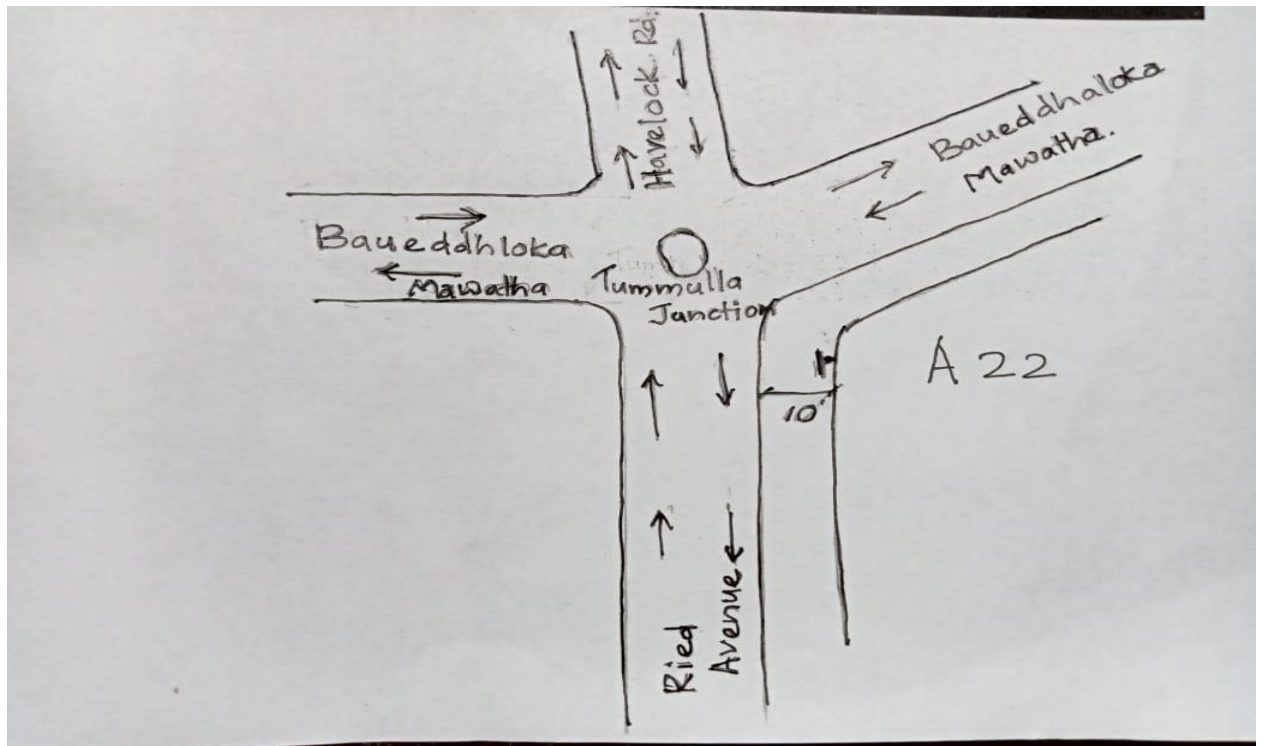 Havelock Rd.
Baueddhaloka
Mawatha.
Baueddhloka
Mawatha
Tummulla
Junction
A 22
10'
Ried
Avenue